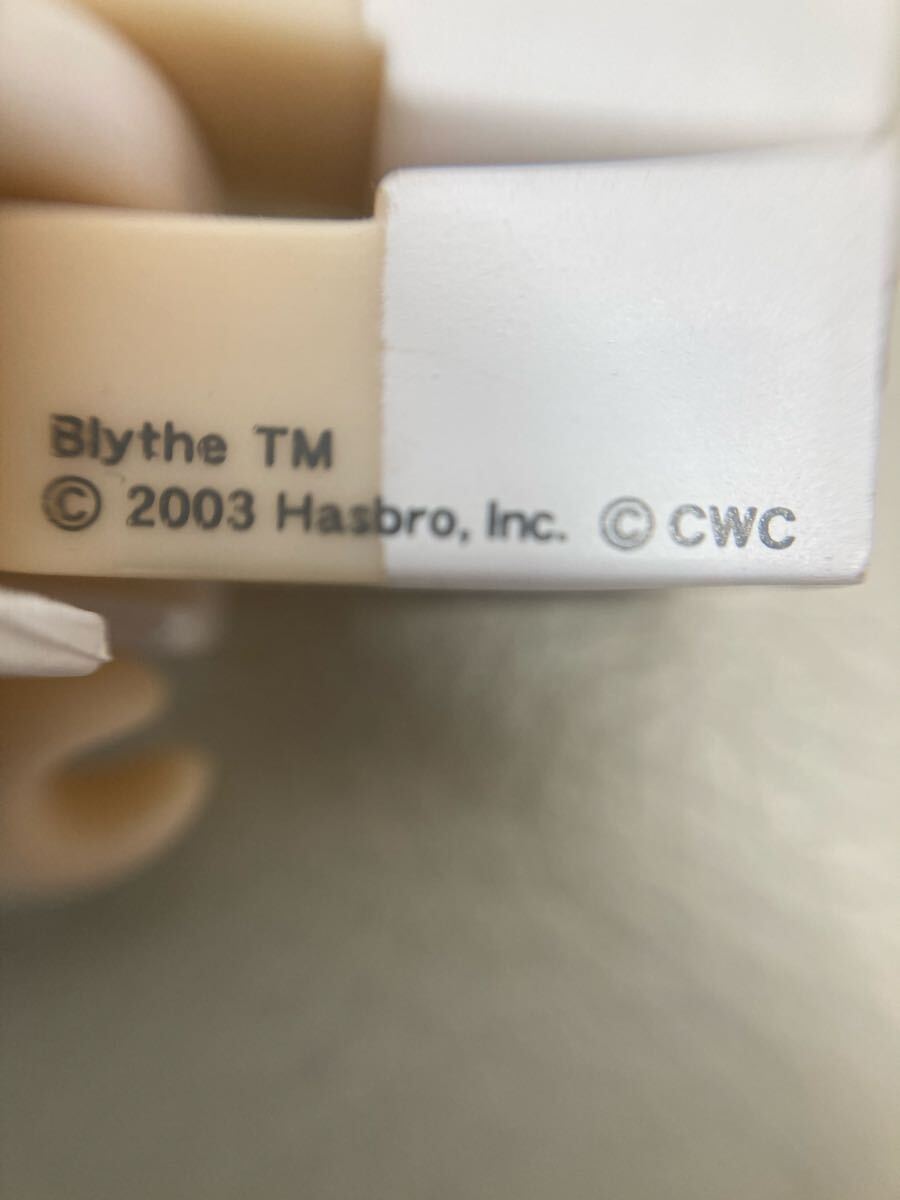 Blythe TM
© 2003 Hasbro, Inc. © CWC